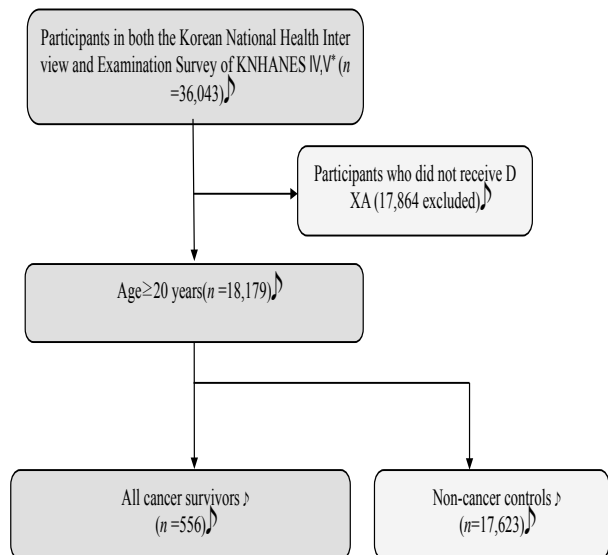 Participants in both the Korean National Health Inter
view and Examination Survey of KNHANES Ⅳ,Ⅴ* (n
=36,043)♪
Participants who did not receive D
XA (17,864 excluded)♪
Age≥20 years(n =18,179)♪
All cancer survivors♪
(n =556)♪
Non-cancer controls♪
(n=17,623)♪